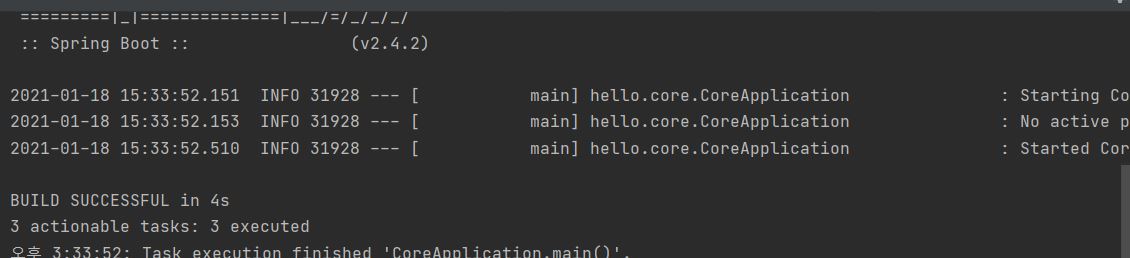 =========|_|==============|___/=/_/_/_/
:: Spring Boot ::                (v2.4.2)
2021-01-18 15:33:52.151  INFO 31928 --- [           main] hello.core.CoreApplication               : Starting Co
2021-01-18 15:33:52.153  INFO 31928 --- [           main] hello.core.CoreApplication               : No active p
2021-01-18 15:33:52.510  INFO 31928 --- [           main] hello.core.CoreApplication               : Started Cor
BUILD SUCCESSFUL in 4s
3 actionable tasks: 3 executed
오후 3:33:52: Task execution finished 'CoreApplication.main()'.